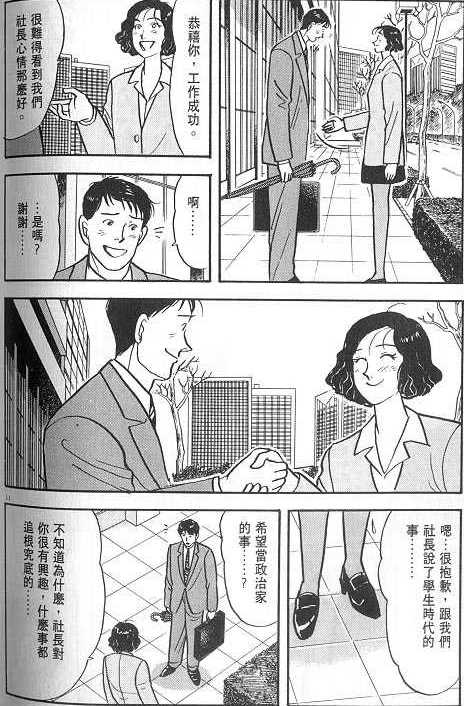 恭禧你，工作成功。
很難得看到我們
社長心情那麼好。
啊……
…是嗎？
謝謝……
嗯…很抱歉，跟我們
社長說了學生時代的
事……
希望當政治家
的事……？
不知道為什麼，社長對
你很有興趣，什麼事都
追根究底的……
11